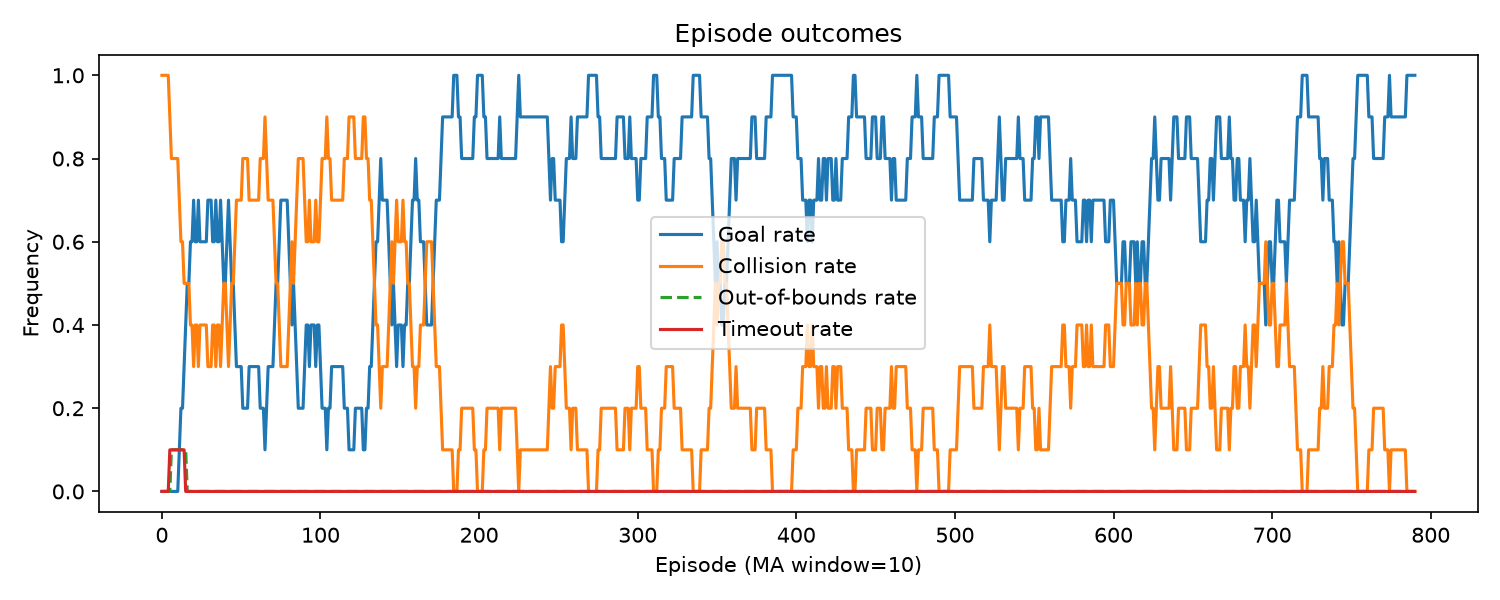 Episode outcomes
1.0
0.8
0.6
0.4
0.2
0.0
Frequency
Goal rate
Collision rate
Out-of-bounds rate
Timeout rate
0 100 200 300 400 500 600 700 800
Episode (MA window=10)